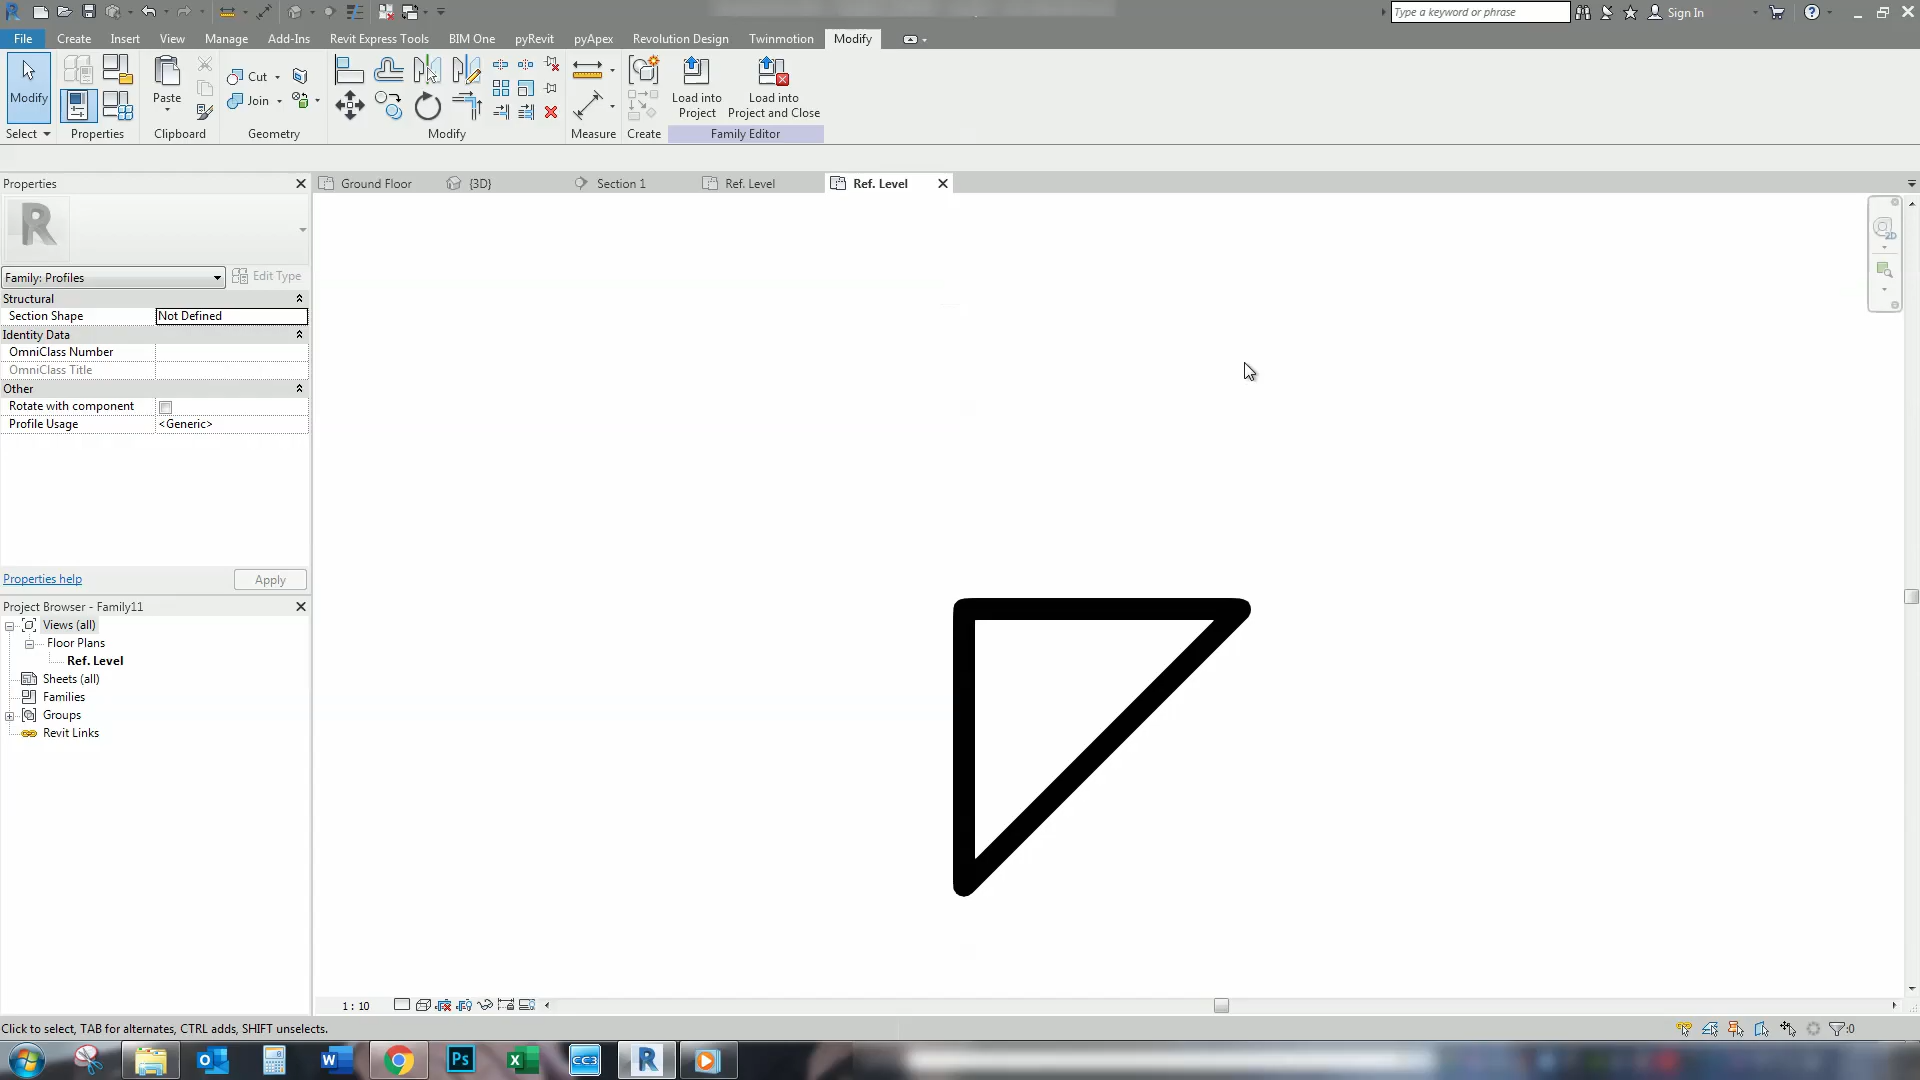 Type a keyword or phrase
Sign In
File Create Insert View Manage Add-Ins Revit Express Tools BIM One pyRevit pyApex Revolution Design Twinmotion Modify
Modify
Paste
Cut
Join
Load into
Project
Load into
Project and Close
Select Properties Clipboard Geometry Modify Measure Create Family Editor
Properties
Ground Floor {3D} Section 1 Ref. Level Ref. Level
2D
R
Family: Profiles Edit Type
Structural
Section Shape Not Defined
Identity Data
OmniClass Number
OmniClass Title
Other
Rotate with component
Profile Usage <Generic>
Properties help Apply
Project Browser - Family11
Views (all)
Floor Plans
Ref. Level
Sheets (all)
Families
Groups
Revit Links
1 : 10
Click to select, TAB for alternates, CTRL adds, SHIFT unselects.
:0
Ps
CC3
R